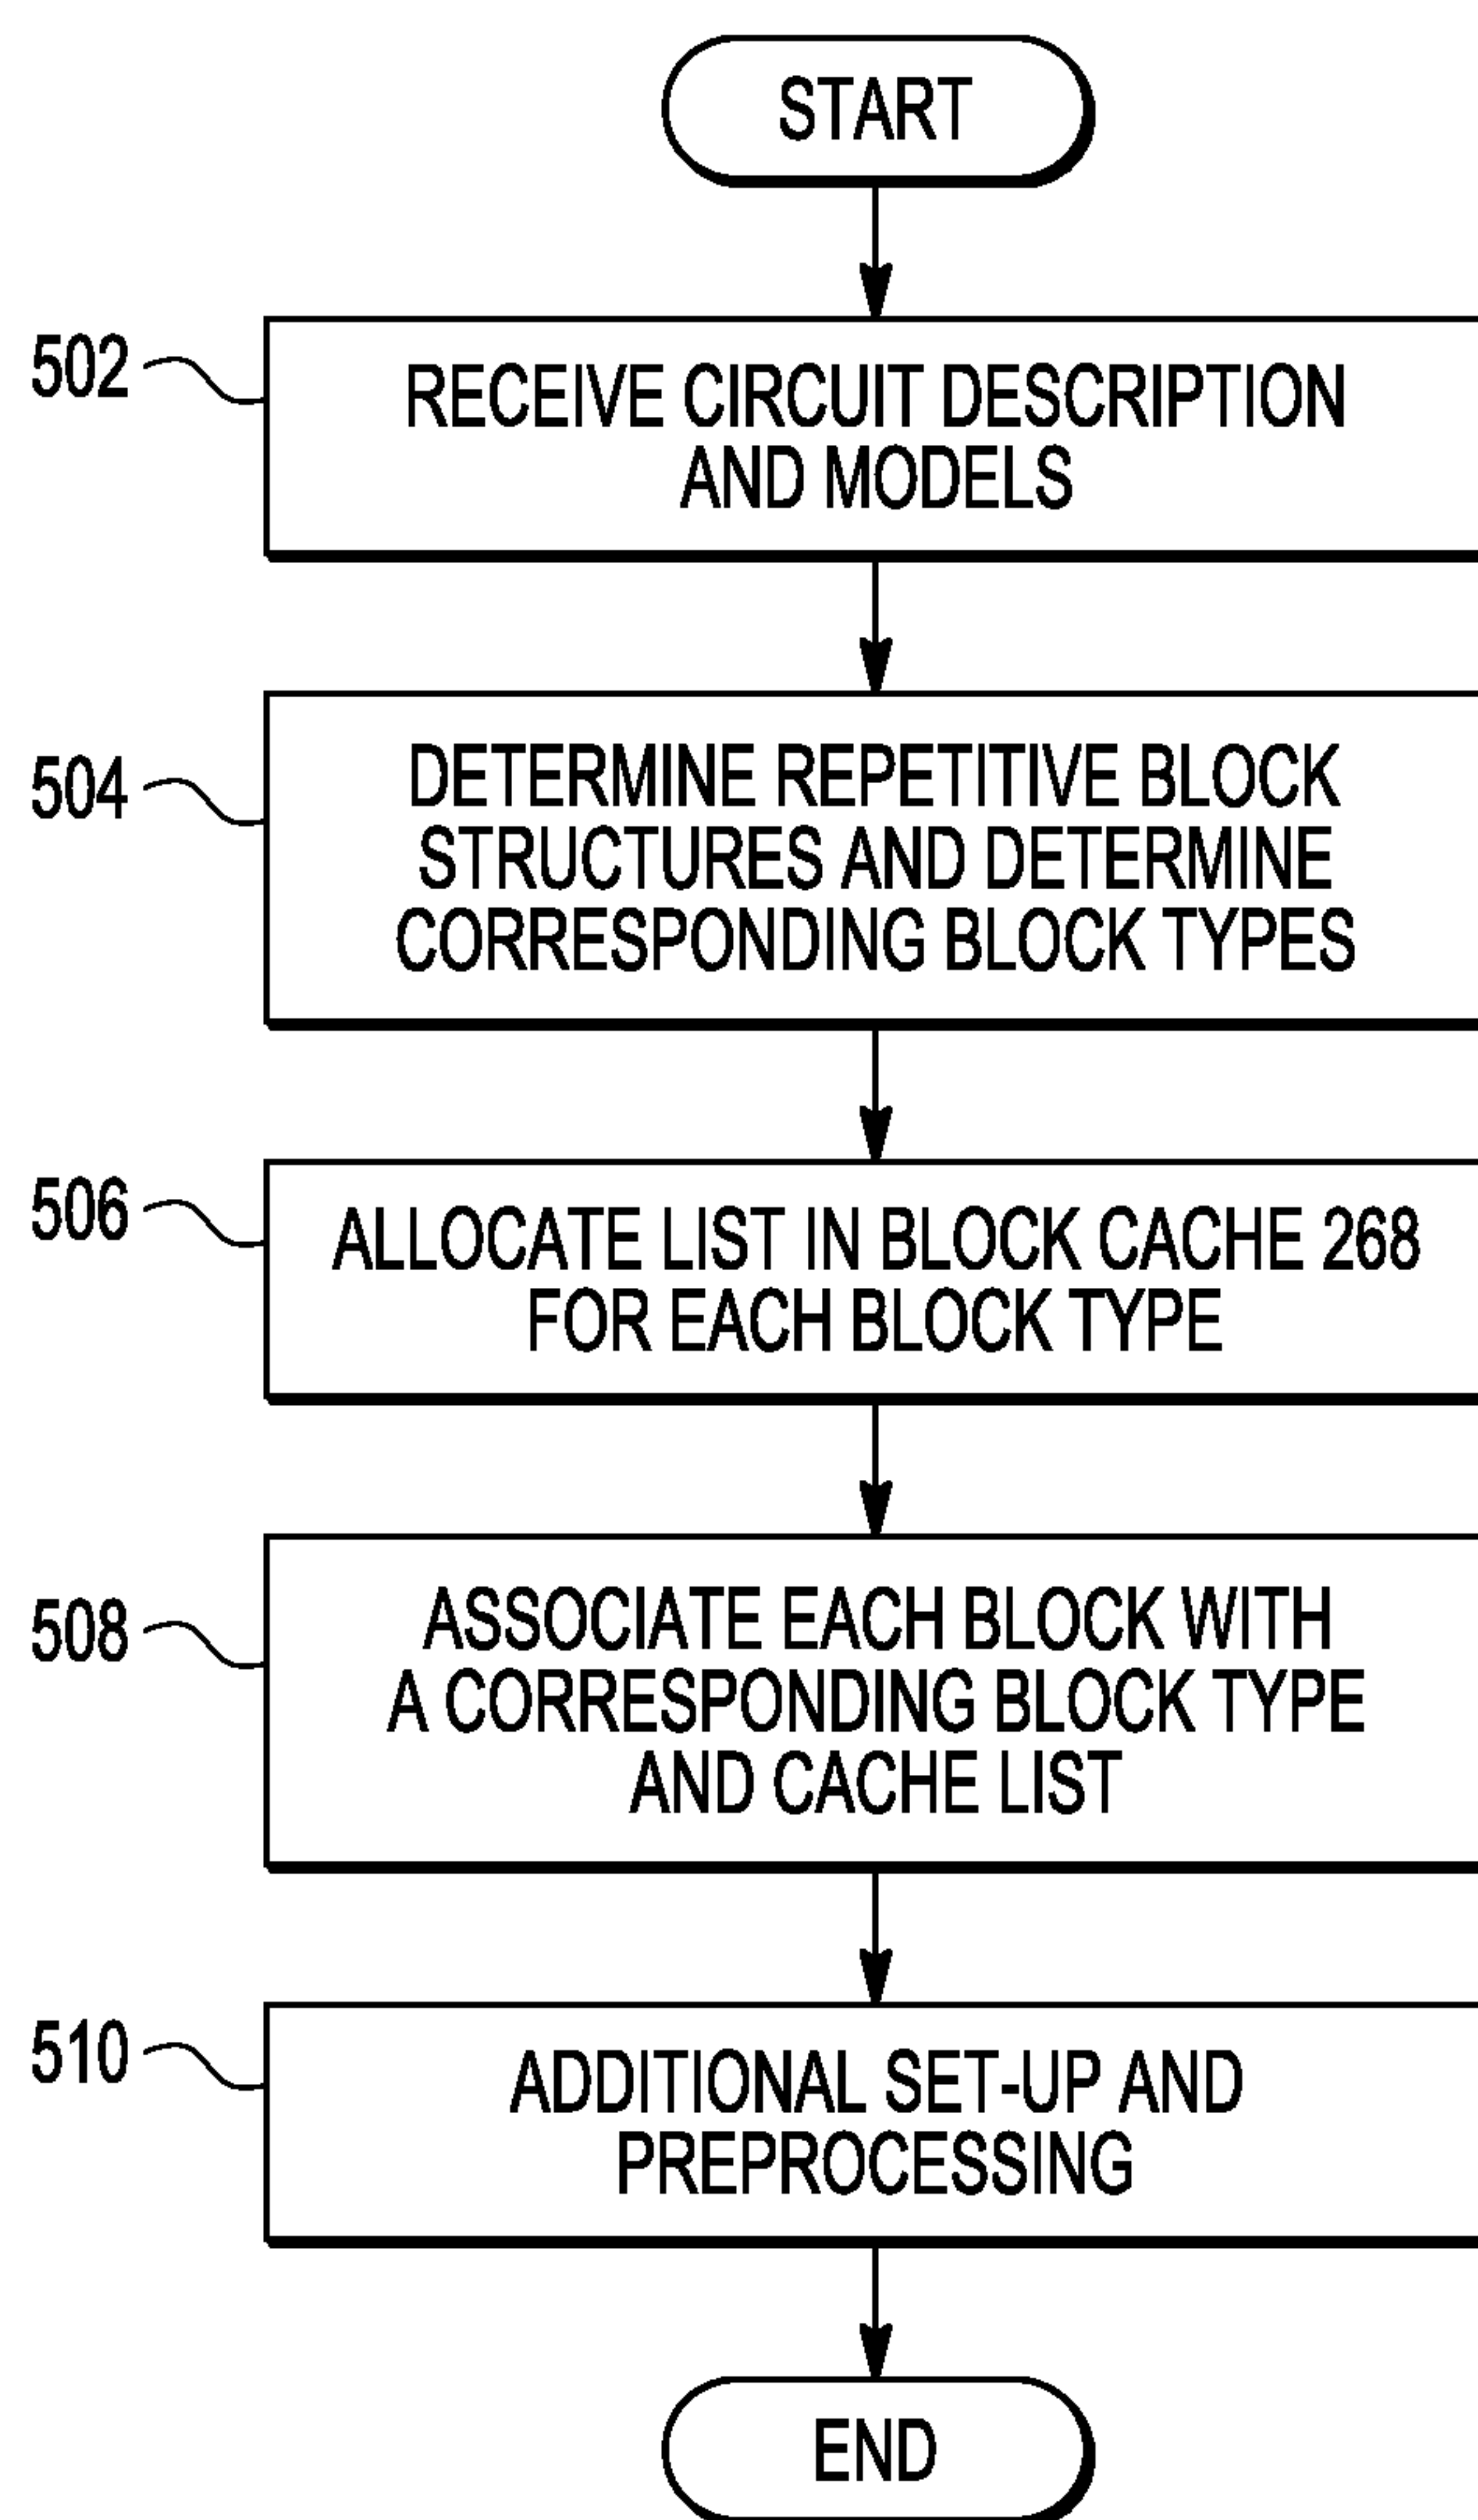 START
502
RECEIVE CIRCUIT DESCRIPTION
AND MODELS
504
DETERMINE REPETITIVE BLOCK
STRUCTURES AND DETERMINE
CORRESPONDING BLOCK TYPES
506
ALLOCATE LIST IN BLOCK CACHE 268
FOR EACH BLOCK TYPE
508
ASSOCIATE EACH BLOCK WITH
A CORRESPONDING BLOCK TYPE
AND CACHE LIST
510
ADDITIONAL SET-UP AND
PREPROCESSING
END